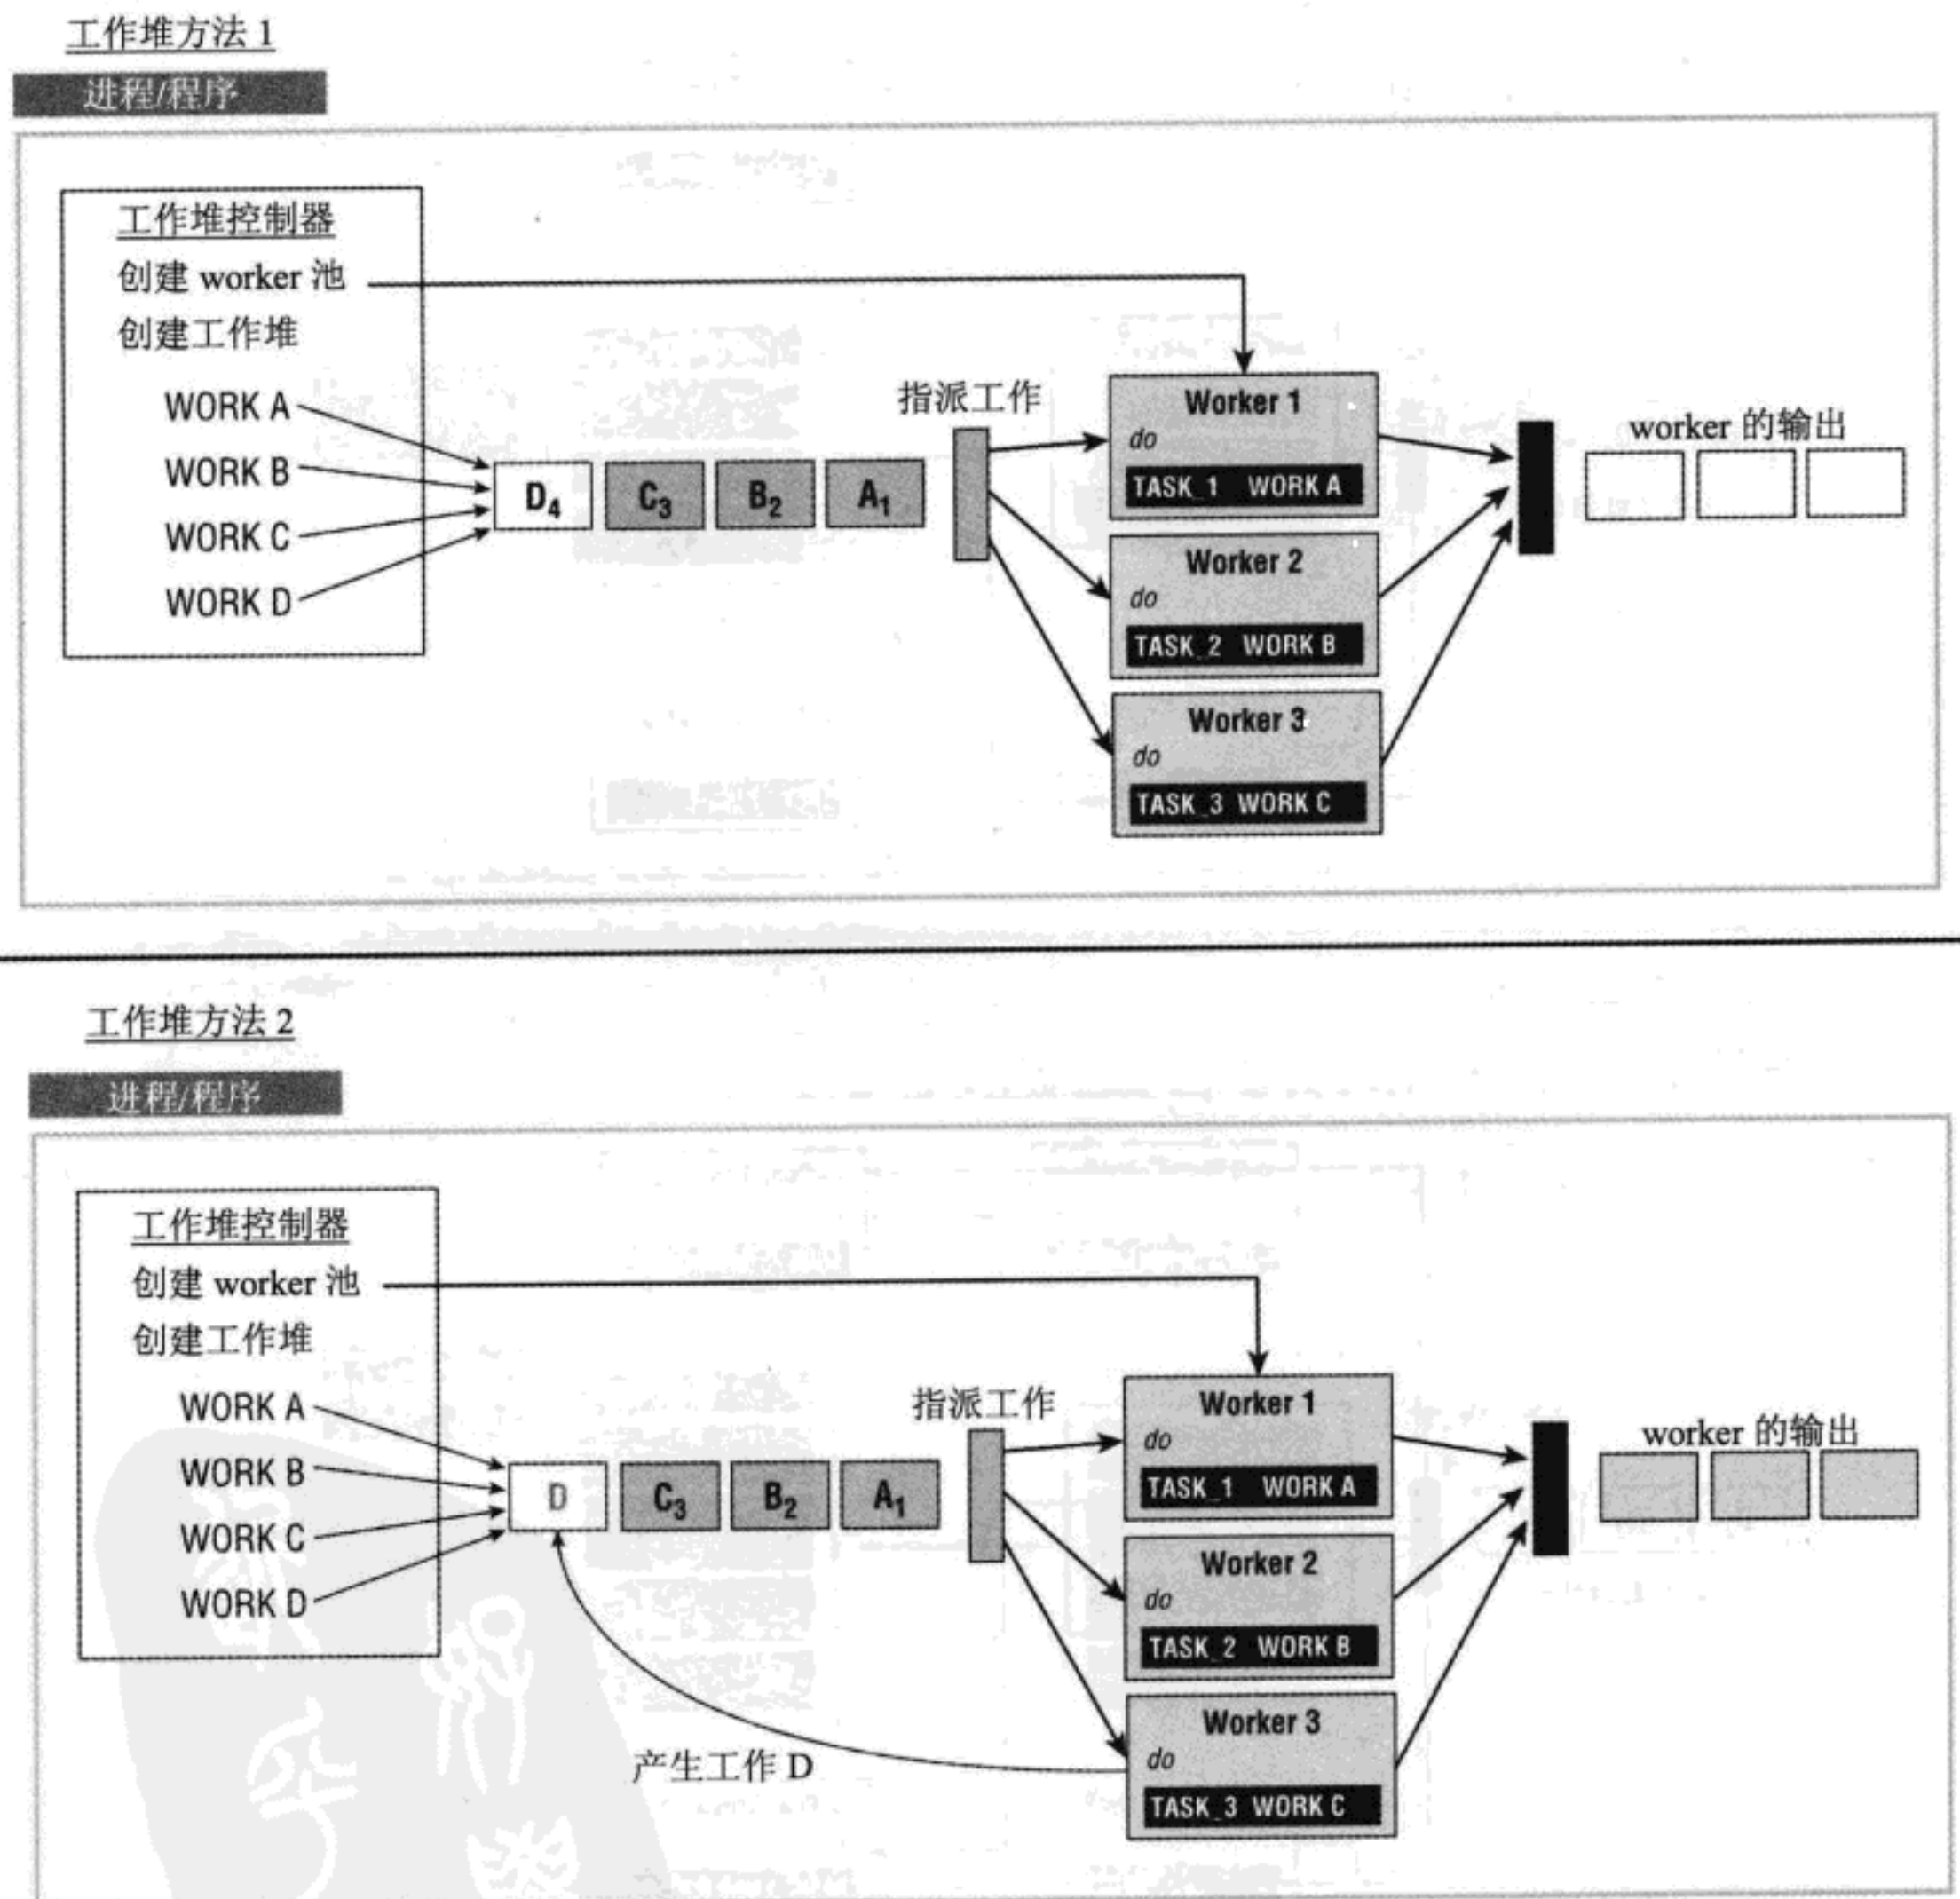 工作堆方法 1
进程/程序
工作堆控制器
创建 worker 池
创建工作堆
WORK A
WORK B
WORK C
WORK D
D₄ C₃ B₂ A₁
指派工作
Worker 1
do
TASK_1 WORK A
Worker 2
do
TASK_2 WORK B
Worker 3
do
TASK_3 WORK C
worker 的输出
工作堆方法 2
进程/程序
工作堆控制器
创建 worker 池
创建工作堆
WORK A
WORK B
WORK C
WORK D
D C₃ B₂ A₁
指派工作
Worker 1
do
TASK_1 WORK A
Worker 2
do
TASK_2 WORK B
Worker 3
do
TASK_3 WORK C
产生工作 D
worker 的输出